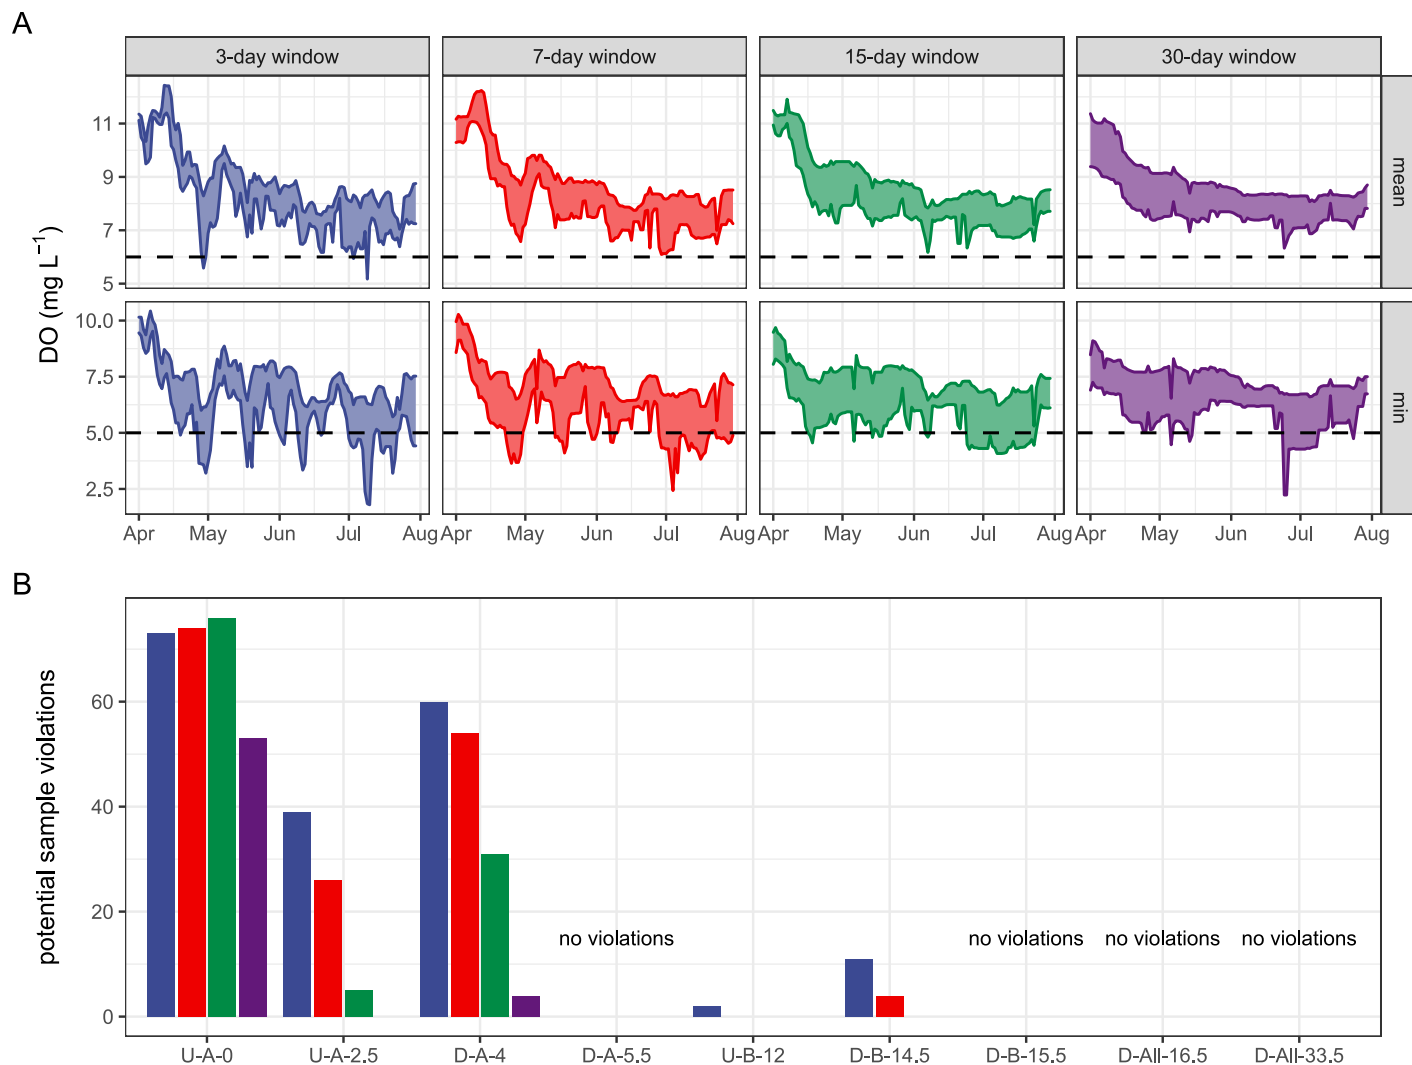 A
3-day window 7-day window 15-day window 30-day window
DO (mg L−1)
11
9
7
5
mean
10.0
7.5
5.0
2.5
min
Apr May Jun Jul Aug Apr May Jun Jul Aug Apr May Jun Jul Aug Apr May Jun Jul Aug
B
potential sample violations
60
40
20
0
no violations no violations no violations no violations
U-A-0 U-A-2.5 D-A-4 D-A-5.5 U-B-12 D-B-14.5 D-B-15.5 D-All-16.5 D-All-33.5